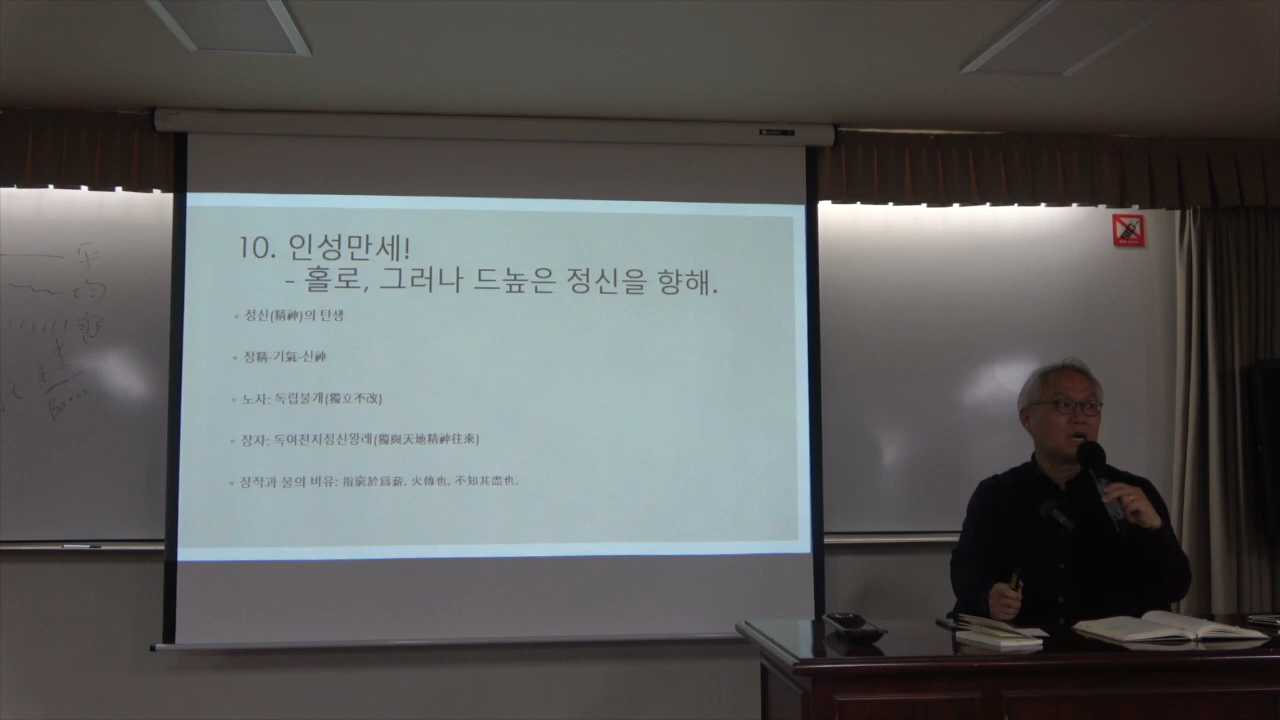 10. 인성만세!
- 홀로, 그러나 드높은 정신을 향해.
정신(精神)의 탄생
정精-기氣-신神
노자: 독립불개(獨立不改)
장자: 독여천지정신왕래(獨與天地精神往來)
장작과 불의 비유: 指窮於爲薪, 火傳也, 不知其盡也.